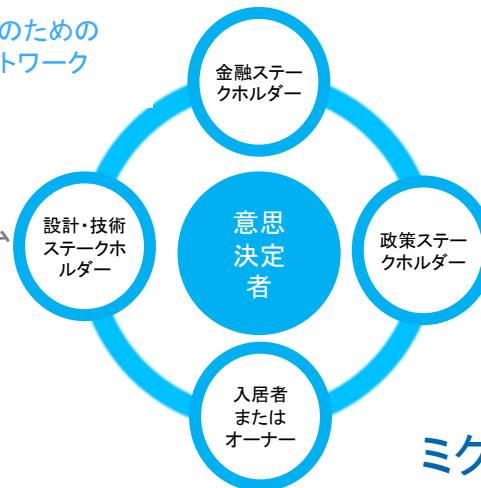 のための
トワーク
金融ステー
クホルダー
設計・技術
ステークホ
ルダー
ム
意思
決定
者
政策ステー
クホルダー
入居者
または
オーナー
ミク